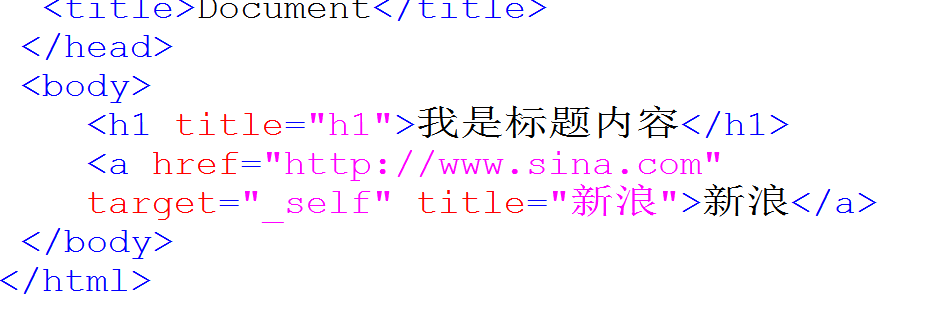 <title>Document</title>
</head>
<body>
<h1 title="h1">我是标题内容</h1>
<a href="http://www.sina.com"
target="_self" title="新浪">新浪</a>
</body>
</html>